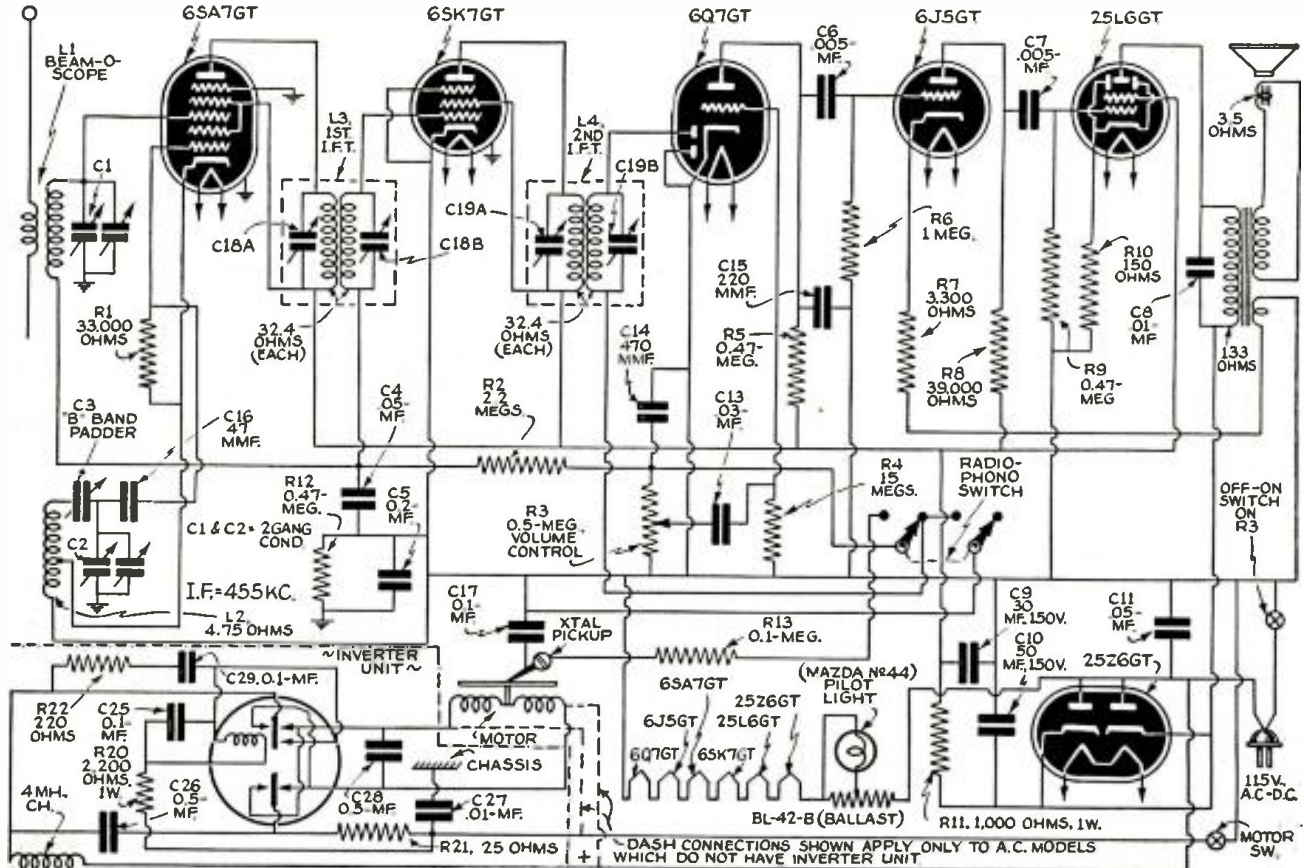 6SA7GT
6SK7GT
6Q7GT
6J5GT
25L6GT
L1
BEAM-O-
SCOPE
C1
L3,
1ST
I.F.T.
C18A
C18B
L4,
2ND
I.F.T.
C19A
C19B
C6
.005-
MF.
C7
.005-
MF.
3.5
OHMS
R1
33,000
OHMS
32.4
OHMS
(EACH)
32.4
OHMS
(EACH)
C15
220
MMF.
R6
1 MEG.
R7
3,300
OHMS
R10
150
OHMS
C8
.01
MF
C14
470
MMF.
R5
0.47-
MEG.
R8
39,000
OHMS
R9
0.47-
MEG
133
OHMS
C3
"B" BAND
PADDER
C16
47
MMF.
C4
.05-
MF.
R2
2.2
MEGS.
C13
.03-
MF.
R12
0.47-
MEG.
C5
0.2-
MF.
R4
15
MEGS.
RADIO-
PHONO
SWITCH
OFF-ON
SWITCH
ON
R3
C1 & C2 = 2 GANG
COND.
R3
0.5-MEG.
VOLUME
CONTROL
C2
I.F.=455KC.
L2,
4.75 OHMS
C17
0.1-
MF.
XTAL
PICKUP
R13
0.1-MEG.
C9
30
MF. 150V.
C10
50
MF, 150V.
C11
.05-
MF.
25Z6GT
~INVERTER
UNIT~
C29, 0.1-MF.
R22
220
OHMS
C25
0.1-
MF.
R20
2,200
OHMS,
1W.
C26
0.5-
MF
4 MH.
CH.
MOTOR
CHASSIS
C28
0.5-MF.
C27
.01-MF.
R21, 25 OHMS
6SA7GT
6J5GT
25Z6GT
25L6GT
6Q7GT
6SK7GT
(MAZDA Nº44)
PILOT
LIGHT
BL-42-B (BALLAST)
R11, 1,000 OHMS, 1W.
115V.
A.C.-D.C.
MOTOR
SW.
+
DASH CONNECTIONS SHOWN APPLY ONLY TO A.C. MODELS
WHICH DO NOT HAVE INVERTER UNIT